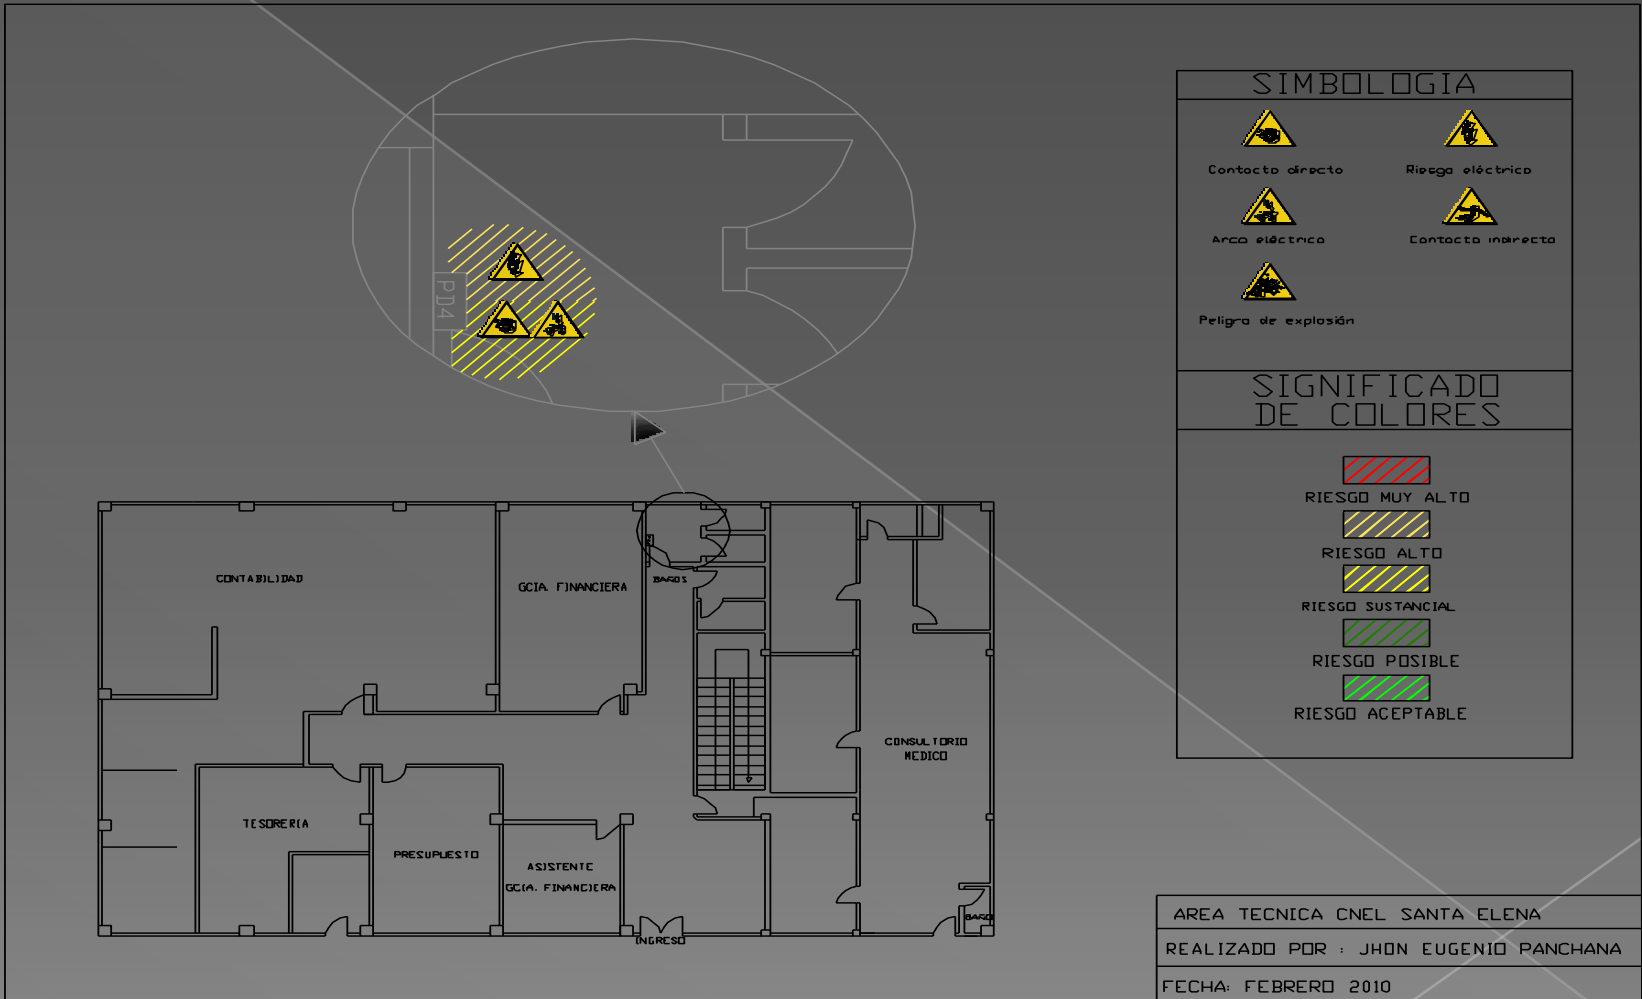 SIMBOLOGIA
Contacto directo
Riesgo eléctrico
Arco eléctrico
Contacto indirecto
Peligro de explosión
PD4
SIGNIFICADO
DE COLORES
RIESGO MUY ALTO
RIESGO ALTO
RIESGO SUSTANCIAL
RIESGO POSIBLE
RIESGO ACEPTABLE
CONTABILIDAD
GCIA. FINANCIERA
BAÑOS
CONSULTORIO
MEDICO
TESORERIA
PRESUPUESTO
ASISTENTE
GCIA. FINANCIERA
BAÑO
INGRESO
AREA TECNICA CNEL SANTA ELENA
REALIZADO POR : JHON EUGENIO PANCHANA
FECHA: FEBRERO 2010